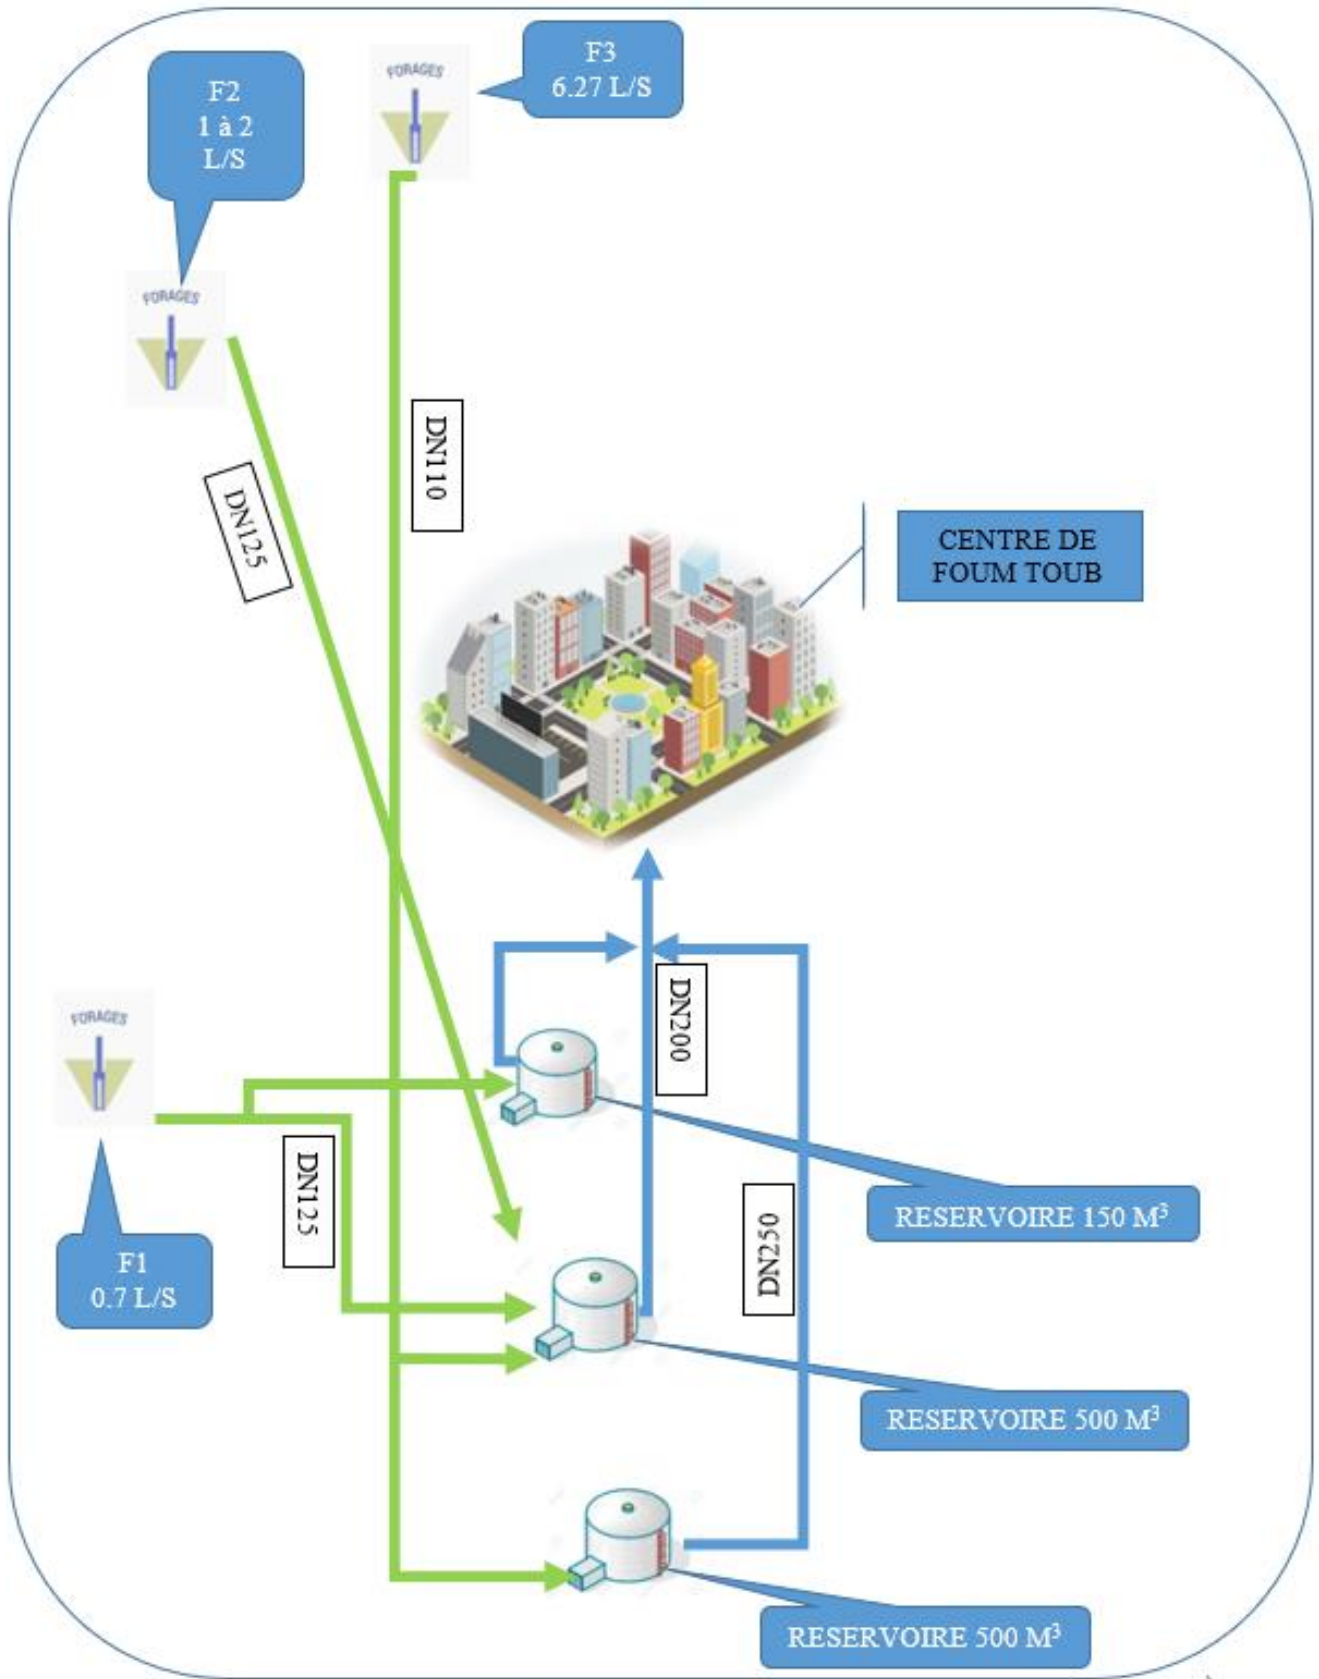 F3
6.27 L/S
FORAGES
F2
1 à 2
L/S
FORAGES
DN110
DN125
CENTRE DE
FOUM TOUB
DN200
FORAGES
DN125
RESERVOIRE 150 M³
DN250
F1
0.7 L/S
RESERVOIRE 500 M³
RESERVOIRE 500 M³